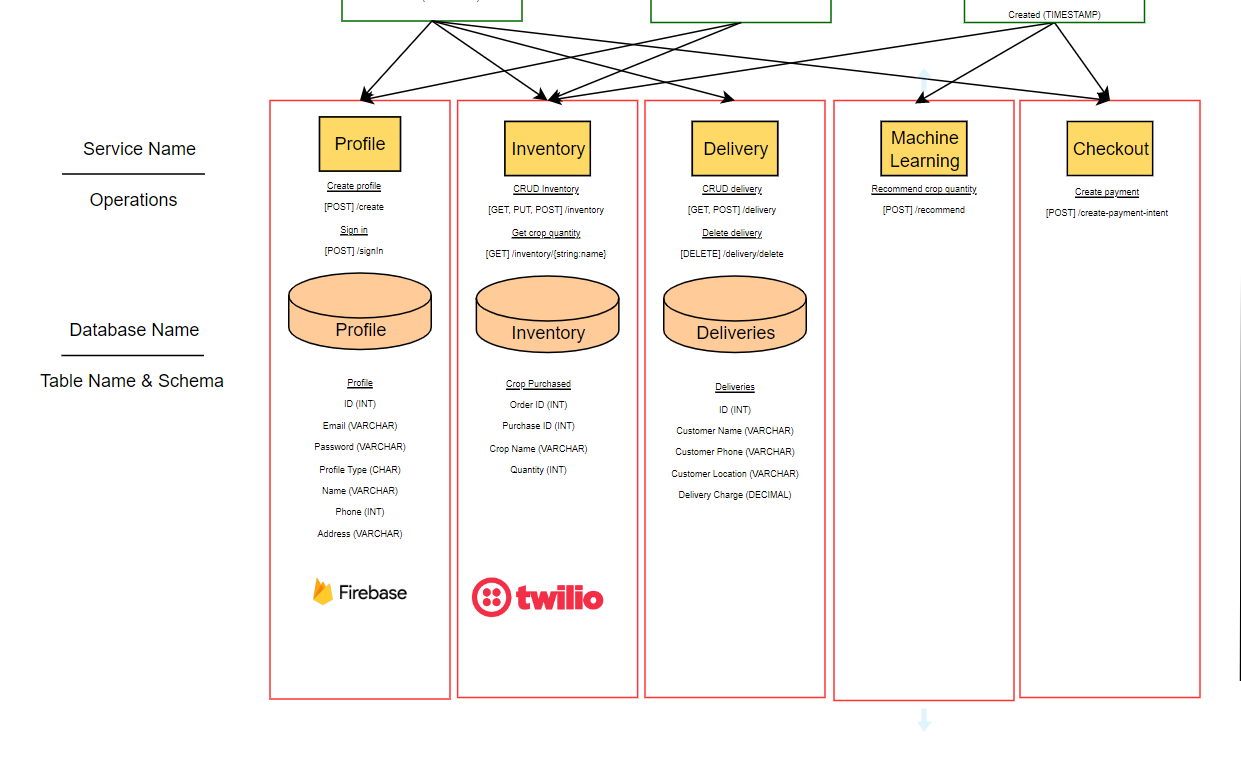 Created (TIMESTAMP)
Service Name
Operations
Database Name
Table Name & Schema
Profile
Create profile
[POST] /create
Sign in
[POST] /signIn
Profile
Profile
ID (INT)
Email (VARCHAR)
Password (VARCHAR)
Profile Type (CHAR)
Name (VARCHAR)
Phone (INT)
Address (VARCHAR)
Firebase
Inventory
CRUD Inventory
[GET, PUT, POST] /inventory
Get crop quantity
[GET] /inventory/{string:name}
Inventory
Crop Purchased
Order ID (INT)
Purchase ID (INT)
Crop Name (VARCHAR)
Quantity (INT)
twilio
Delivery
CRUD delivery
[GET, POST] /delivery
Delete delivery
[DELETE] /delivery/delete
Deliveries
Deliveries
ID (INT)
Customer Name (VARCHAR)
Customer Phone (VARCHAR)
Customer Location (VARCHAR)
Delivery Charge (DECIMAL)
Machine
Learning
Recommend crop quantity
[POST] /recommend
Checkout
Create payment
[POST] /create-payment-intent